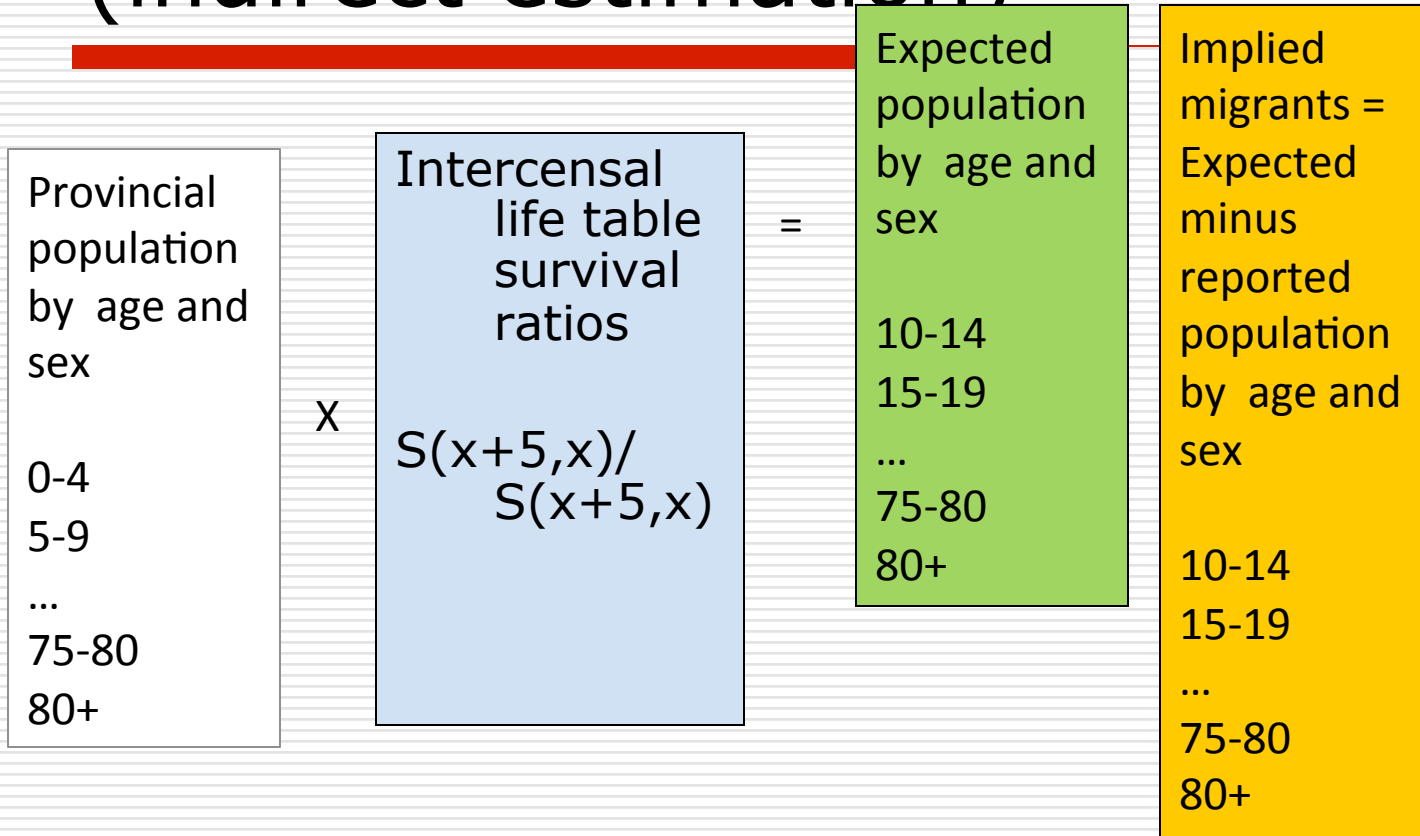 (indirect estimation)
Provincial
population
by age and
sex
0-4
5-9
…
75-80
80+
X
Intercensal
life table
survival
ratios
S(x+5,x)/
S(x+5,x)
=
Expected
population
by age and
sex
10-14
15-19
…
75-80
80+
Implied
migrants =
Expected
minus
reported
population
by age and
sex
10-14
15-19
…
75-80
80+